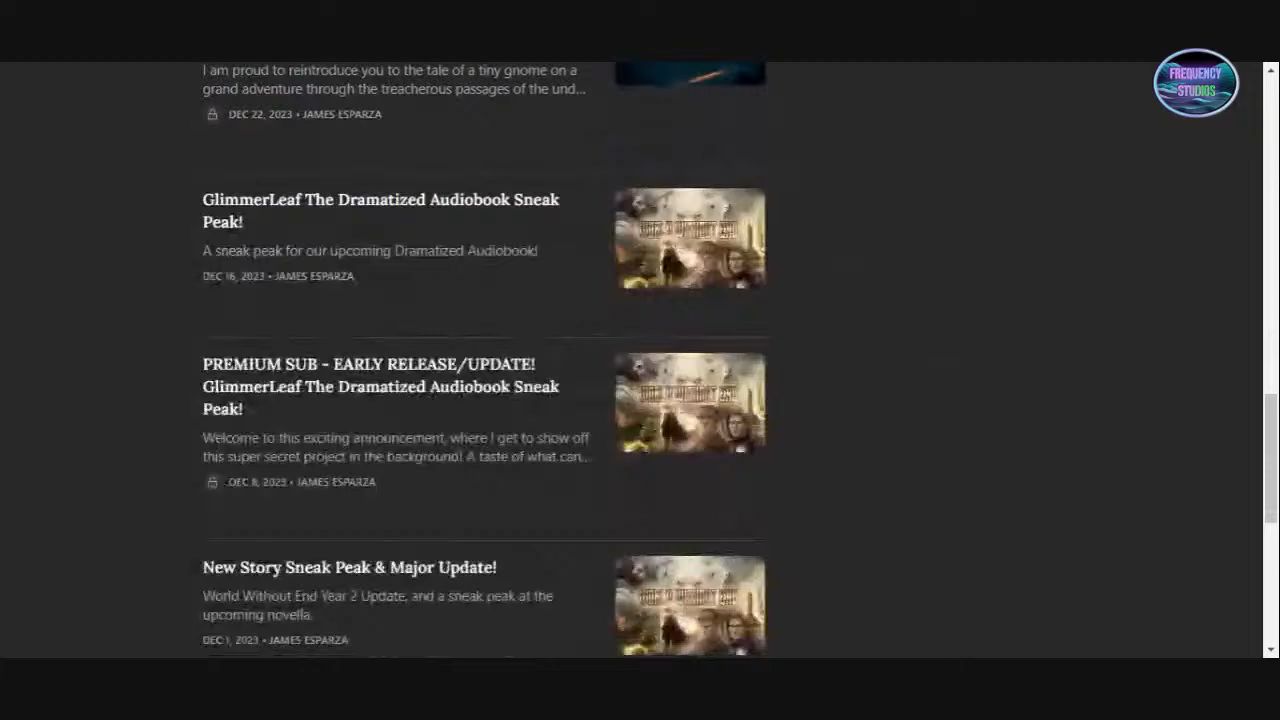 I am proud to reintroduce you to the tale of a tiny gnome on a
grand adventure through the treacherous passages of the und...
DEC 22, 2023 • JAMES ESPARZA
FREQUENCY
STUDIOS
GlimmerLeaf The Dramatized Audiobook Sneak
Peak!
A sneak peak for our upcoming Dramatized Audiobook!
DEC 16, 2023 • JAMES ESPARZA
PREMIUM SUB - EARLY RELEASE/UPDATE!
GlimmerLeaf The Dramatized Audiobook Sneak
Peak!
Welcome to this exciting announcement, where I get to show off
this super secret project in the background! A taste of what can...
DEC 8, 2023 • JAMES ESPARZA
New Story Sneak Peak & Major Update!
World Without End Year 2 Update, and a sneak peak at the
upcoming novella.
DEC 1, 2023 • JAMES ESPARZA